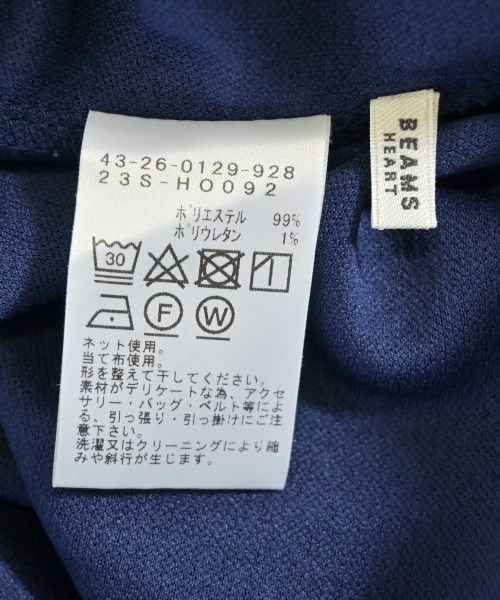 43-26-0129-928
23S-HO092
ポリエステル 99%
ポリウレタン 1%
30
F W
ネット使用。
当て布使用。
形を整えて干してください。
素材がデリケートな為、アクセ
サリー・バッグ・ベルト等によ
る、引っ張り・引っ掛けにご注
意下さい。
洗濯又はクリーニングにより縮
みや斜行が生じます。
BEAMS
HEART